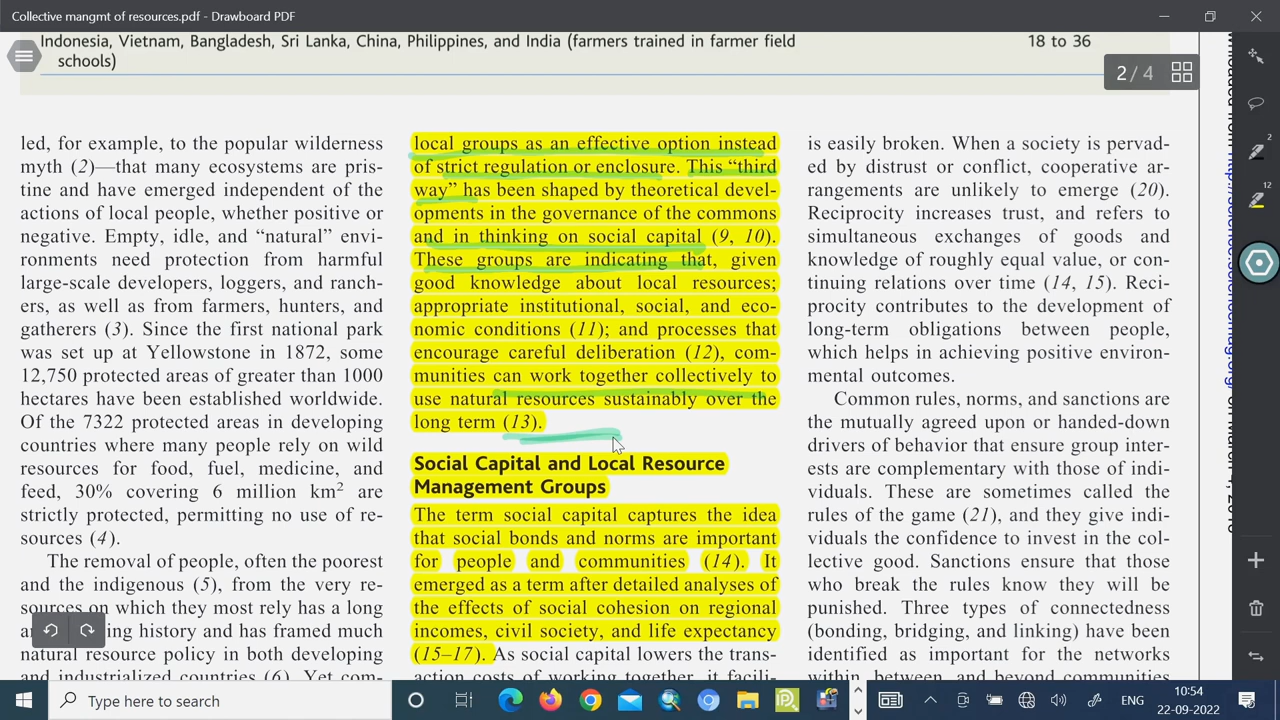 Collective mangmt of resources.pdf - Drawboard PDF
Indonesia, Vietnam, Bangladesh, Sri Lanka, China, Philippines, and India (farmers trained in farmer field
schools)
18 to 36
2 / 4
led, for example, to the popular wilderness
myth (2)—that many ecosystems are pris-
tine and have emerged independent of the
actions of local people, whether positive or
negative. Empty, idle, and “natural” envi-
ronments need protection from harmful
large-scale developers, loggers, and ranch-
ers, as well as from farmers, hunters, and
gatherers (3). Since the first national park
was set up at Yellowstone in 1872, some
12,750 protected areas of greater than 1000
hectares have been established worldwide.
Of the 7322 protected areas in developing
countries where many people rely on wild
resources for food, fuel, medicine, and
feed, 30% covering 6 million km² are
strictly protected, permitting no use of re-
sources (4).
The removal of people, often the poorest
and the indigenous (5), from the very re-
sources on which they most rely has a long
history and has framed much
natural resource policy in both developing
and industrialized countries (6). Yet com-
local groups as an effective option instead
of strict regulation or enclosure. This “third
way” has been shaped by theoretical devel-
opments in the governance of the commons
and in thinking on social capital (9, 10).
These groups are indicating that, given
good knowledge about local resources;
appropriate institutional, social, and eco-
nomic conditions (11); and processes that
encourage careful deliberation (12), com-
munities can work together collectively to
use natural resources sustainably over the
long term (13).
Social Capital and Local Resource
Management Groups
The term social capital captures the idea
that social bonds and norms are important
for people and communities (14). It
emerged as a term after detailed analyses of
the effects of social cohesion on regional
incomes, civil society, and life expectancy
(15–17). As social capital lowers the trans-
action costs of working together, it facili-
is easily broken. When a society is pervad-
ed by distrust or conflict, cooperative ar-
rangements are unlikely to emerge (20).
Reciprocity increases trust, and refers to
simultaneous exchanges of goods and
knowledge of roughly equal value, or con-
tinuing relations over time (14, 15). Reci-
procity contributes to the development of
long-term obligations between people,
which helps in achieving positive environ-
mental outcomes.
Common rules, norms, and sanctions are
the mutually agreed upon or handed-down
drivers of behavior that ensure group inter-
ests are complementary with those of indi-
viduals. These are sometimes called the
rules of the game (21), and they give indi-
viduals the confidence to invest in the col-
lective good. Sanctions ensure that those
who break the rules know they will be
punished. Three types of connectedness
(bonding, bridging, and linking) have been
identified as important for the networks
within, between, and beyond communities
2
12
Type here to search
ENG
10:54
22-09-2022